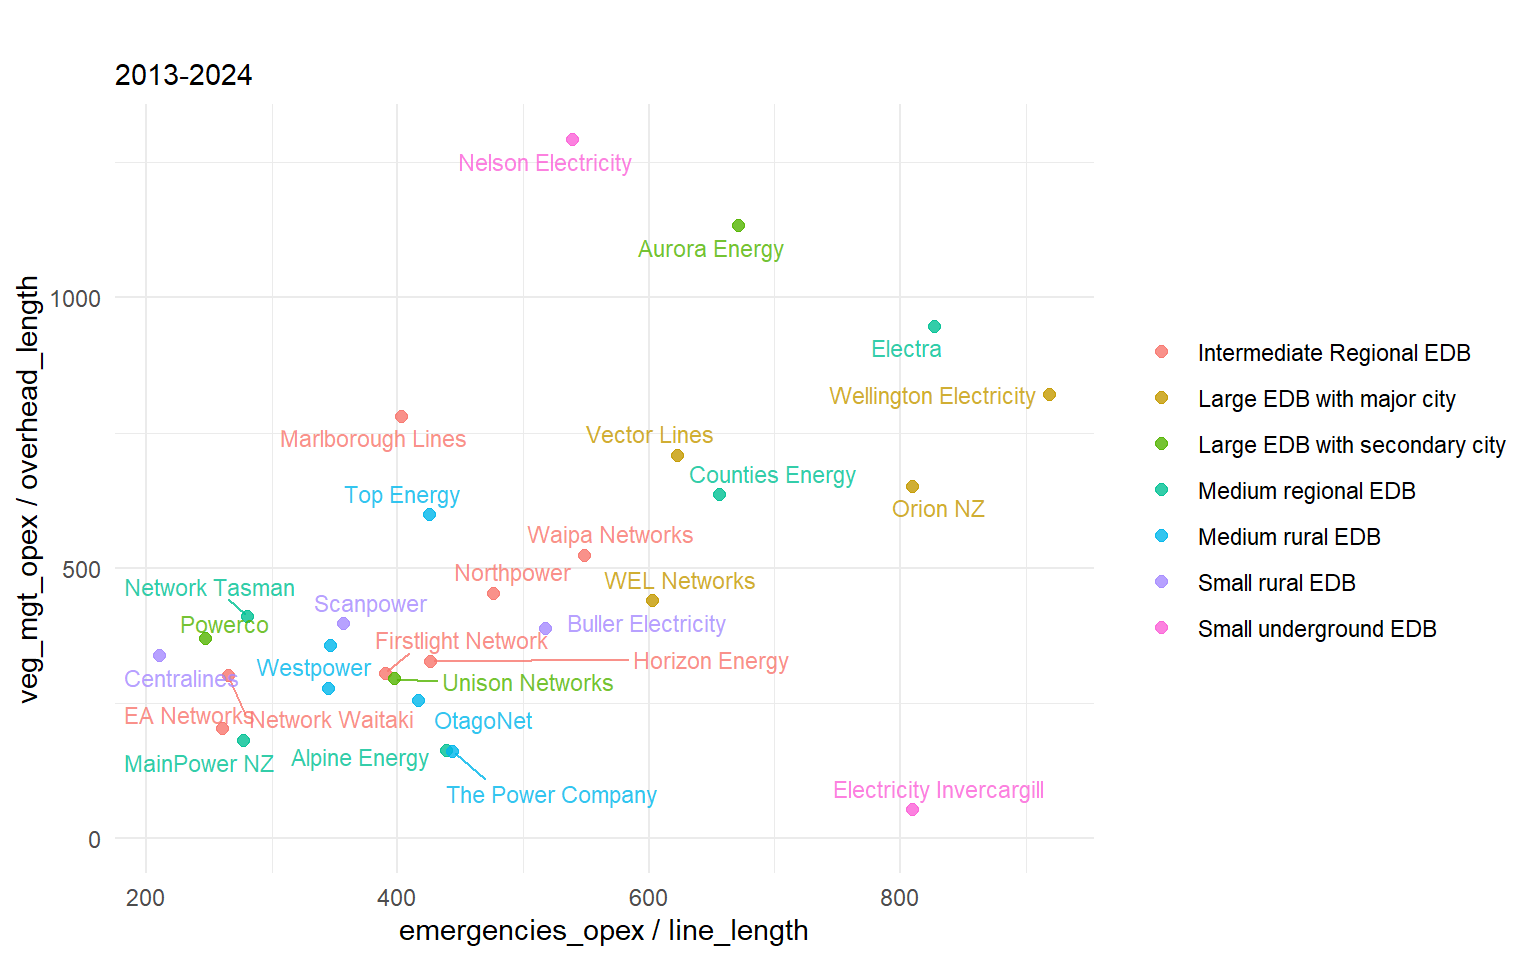 2013-2024
Nelson Electricity
Aurora Energy
Electra
Wellington Electricity
Marlborough Lines
Vector Lines
Counties Energy
Top Energy
Orion NZ
Waipa Networks
Northpower
WEL Networks
Network Tasman
Scanpower
Powerco
Buller Electricity
Firstlight Network
Horizon Energy
Westpower
Centralines
Unison Networks
EA Networks
Network Waitaki
OtagoNet
MainPower NZ
Alpine Energy
The Power Company
Electricity Invercargill
1000
500
0
200
400
600
800
emergencies_opex / line_length
veg_mgt_opex / overhead_length
Intermediate Regional EDB
Large EDB with major city
Large EDB with secondary city
Medium regional EDB
Medium rural EDB
Small rural EDB
Small underground EDB